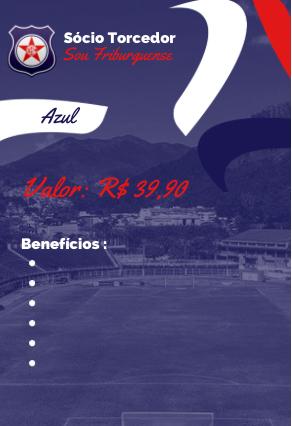 Sócio Torcedor
Sou Friburguense
Azul
Valor: R$ 39,90
Benefícios :